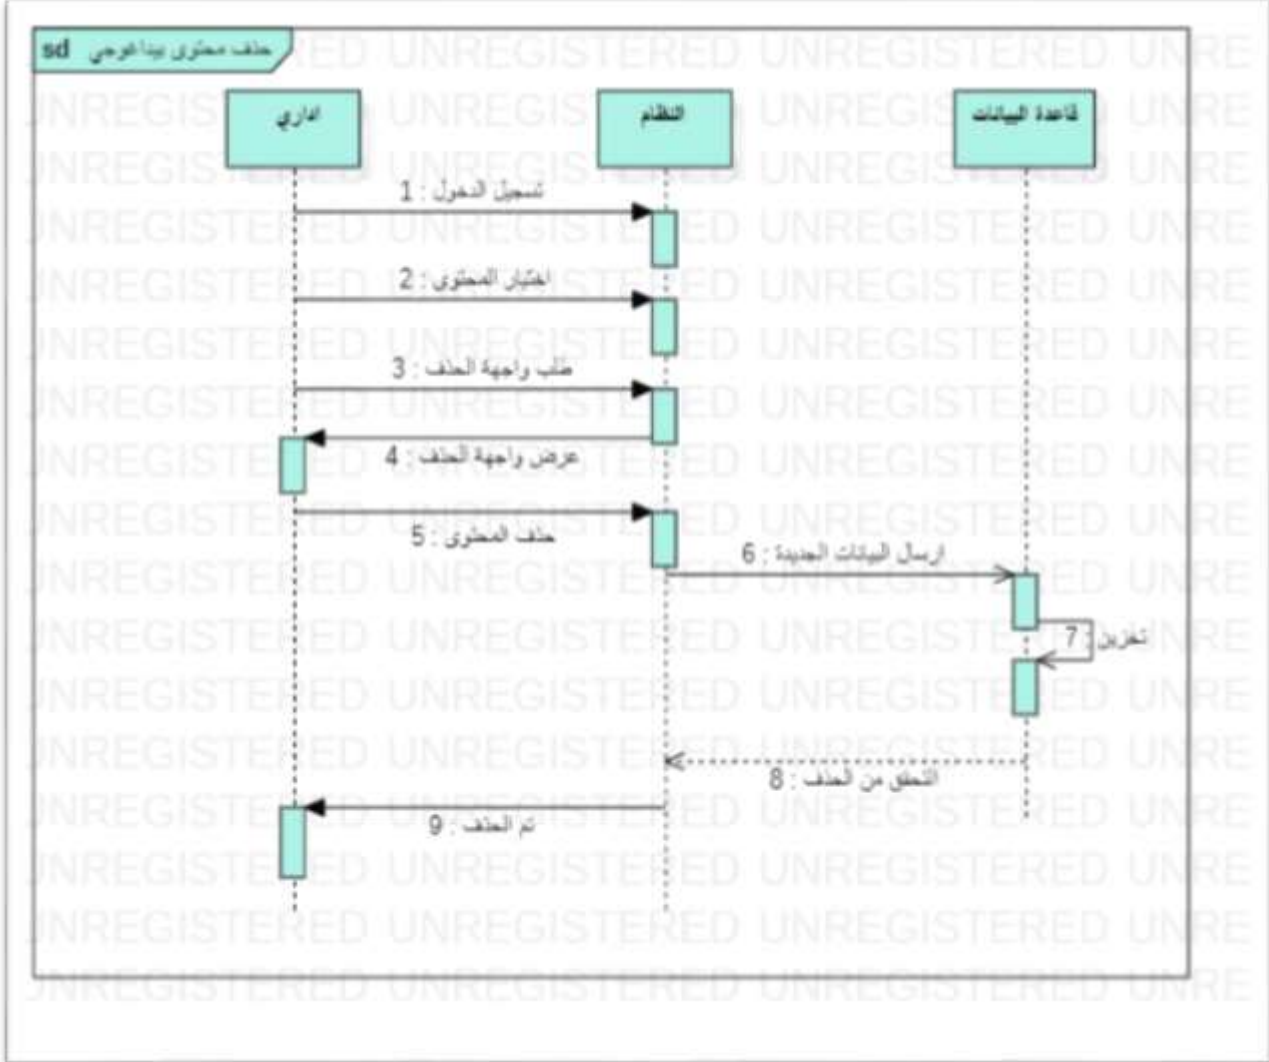 sd حذف محتوى بيداغوجي
اداري
النظام
قاعدة البيانات
1 : تسجيل الدخول
2 : اختيار المحتوى
3 : طلب واجهة الحذف
4 : عرض واجهة الحذف
5 : حذف المحتوى
6 : ارسال البيانات الجديدة
7 : تخزين
8 : التحقق من الحذف
9 : تم الحذف
UNREGISTERED